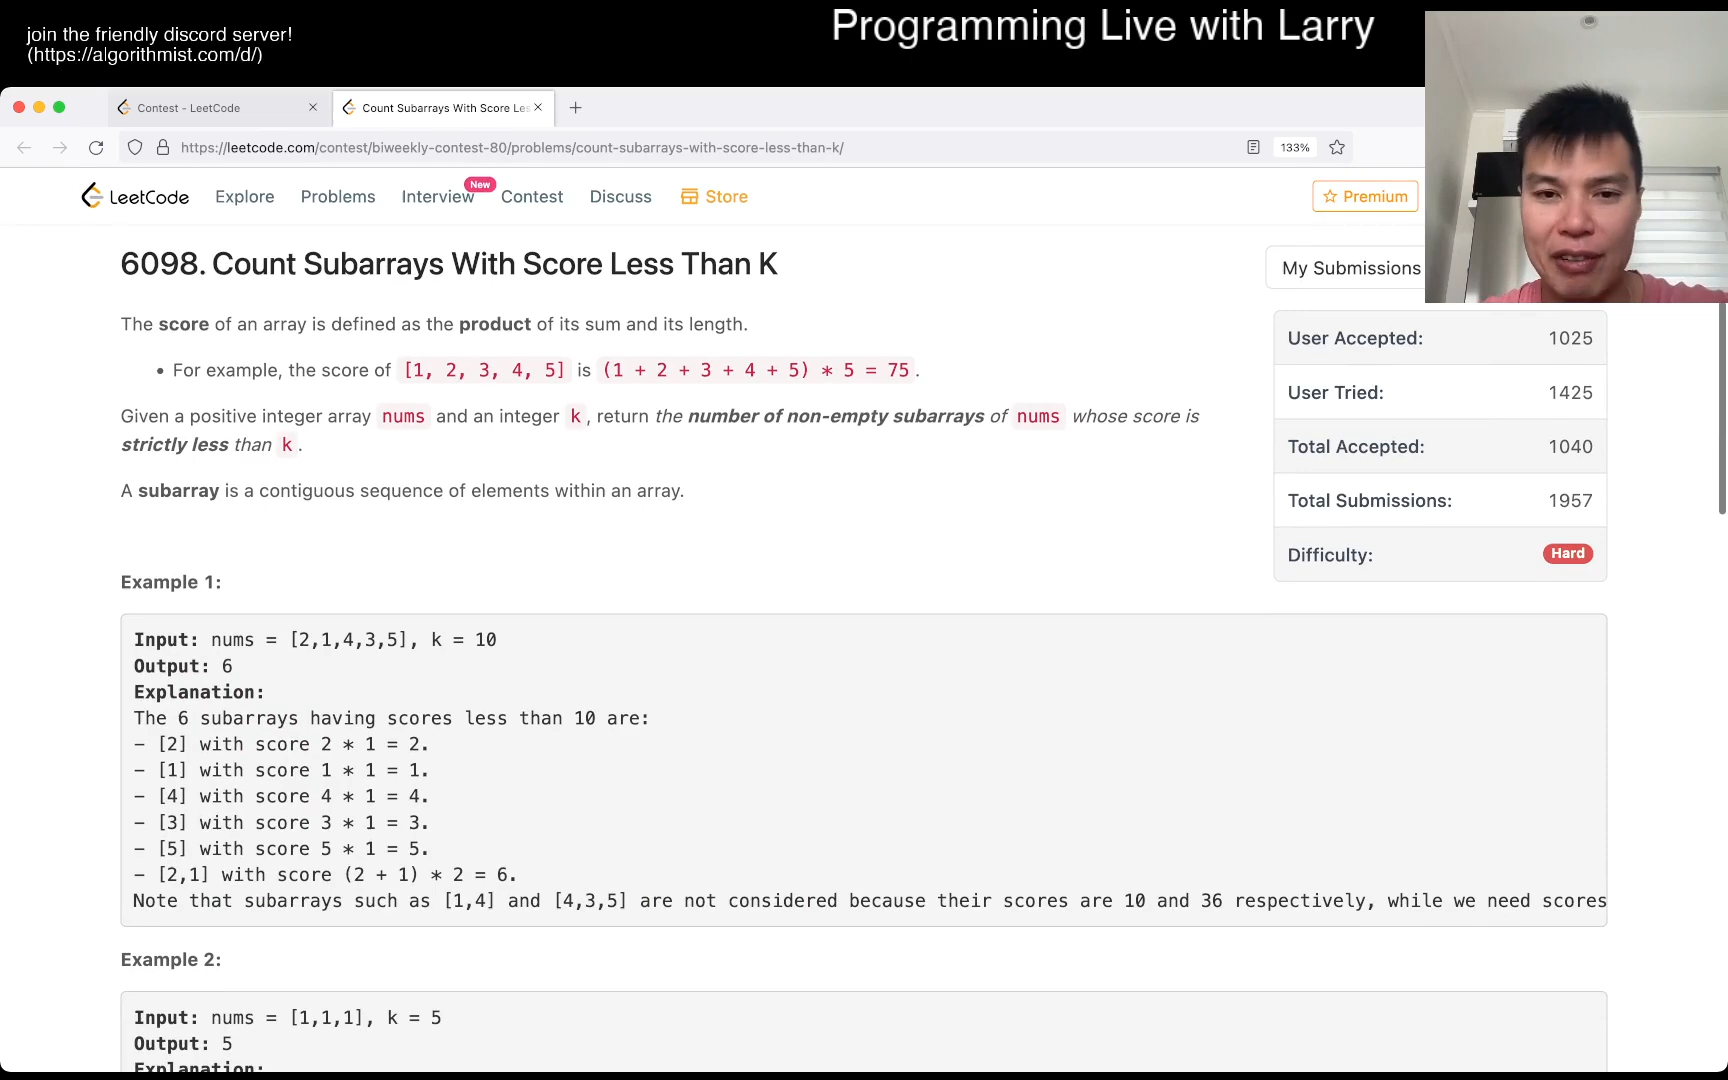 join the friendly discord server!
(https://algorithmist.com/d/)
Programming Live with Larry
Contest - LeetCode
Count Subarrays With Score Les
https://leetcode.com/contest/biweekly-contest-80/problems/count-subarrays-with-score-less-than-k/
133%
LeetCode
Explore
Problems
Interview
New
Contest
Discuss
Store
Premium
6098. Count Subarrays With Score Less Than K
My Submissions
The score of an array is defined as the product of its sum and its length.
• For example, the score of [1, 2, 3, 4, 5] is (1 + 2 + 3 + 4 + 5) * 5 = 75.
Given a positive integer array nums and an integer k, return the number of non-empty subarrays of nums whose score is
strictly less than k.
A subarray is a contiguous sequence of elements within an array.
User Accepted: 1025
User Tried: 1425
Total Accepted: 1040
Total Submissions: 1957
Difficulty: Hard
Example 1:
Input: nums = [2,1,4,3,5], k = 10
Output: 6
Explanation:
The 6 subarrays having scores less than 10 are:
- [2] with score 2 * 1 = 2.
- [1] with score 1 * 1 = 1.
- [4] with score 4 * 1 = 4.
- [3] with score 3 * 1 = 3.
- [5] with score 5 * 1 = 5.
- [2,1] with score (2 + 1) * 2 = 6.
Note that subarrays such as [1,4] and [4,3,5] are not considered because their scores are 10 and 36 respectively, while we need scores
Example 2:
Input: nums = [1,1,1], k = 5
Output: 5
Explanation: